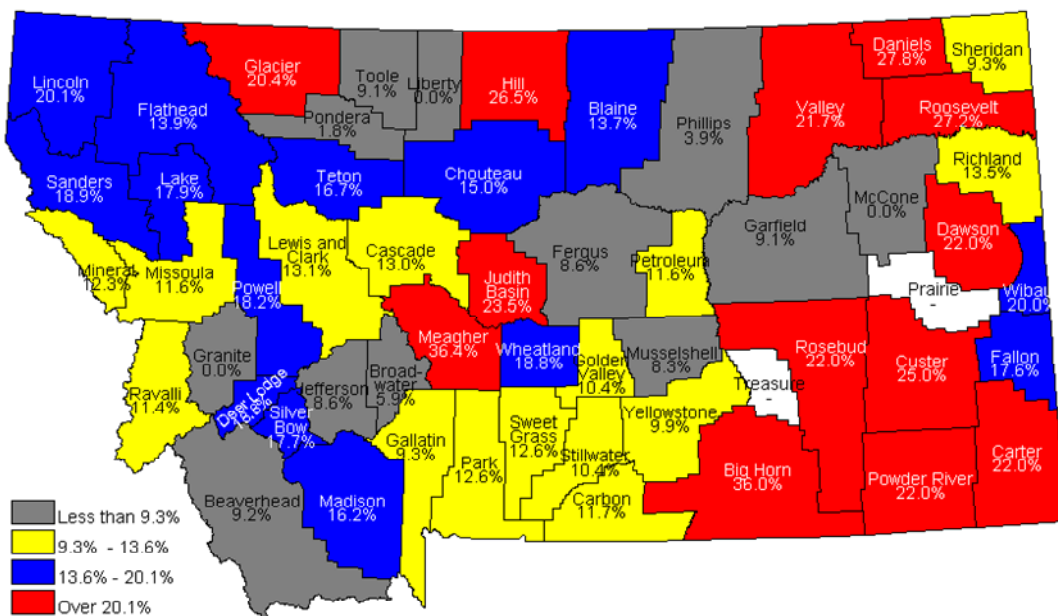 Lincoln
20.1%
Flathead
13.9%
Glacier
20.4%
Toole
9.1%
Liberty
0.0%
Hill
26.5%
Blaine
13.7%
Phillips
3.9%
Valley
21.7%
Daniels
27.8%
Sheridan
9.3%
Roosevelt
27.2%
Pondera
1.8%
Sanders
18.9%
Lake
17.9%
Teton
16.7%
Chouteau
15.0%
Richland
13.5%
McCone
0.0%
Garfield
9.1%
Dawson
22.0%
Mineral
12.3%
Missoula
11.6%
Powell
18.2%
Lewis and
Clark
13.1%
Cascade
13.0%
Judith
Basin
23.5%
Fergus
8.6%
Petroleum
11.6%
Prairie
-
Wibau
20.0%
Granite
0.0%
Meagher
36.4%
Wheatland
18.8%
Golden
Valley
10.4%
Musselshell
8.3%
Rosebud
22.0%
Custer
25.0%
Fallon
17.6%
Treasure
-
Ravalli
11.4%
Deer Lodge
Silver
Bow
17.7%
Jefferson
8.6%
Broad-
water
5.9%
Gallatin
9.3%
Park
12.6%
Sweet
Grass
12.6%
Stillwater
10.4%
Yellowstone
9.9%
Big Horn
36.0%
Powder River
22.0%
Carter
22.0%
Beaverhead
9.2%
Madison
16.2%
Carbon
11.7%
Less than 9.3%
9.3% - 13.6%
13.6% - 20.1%
Over 20.1%